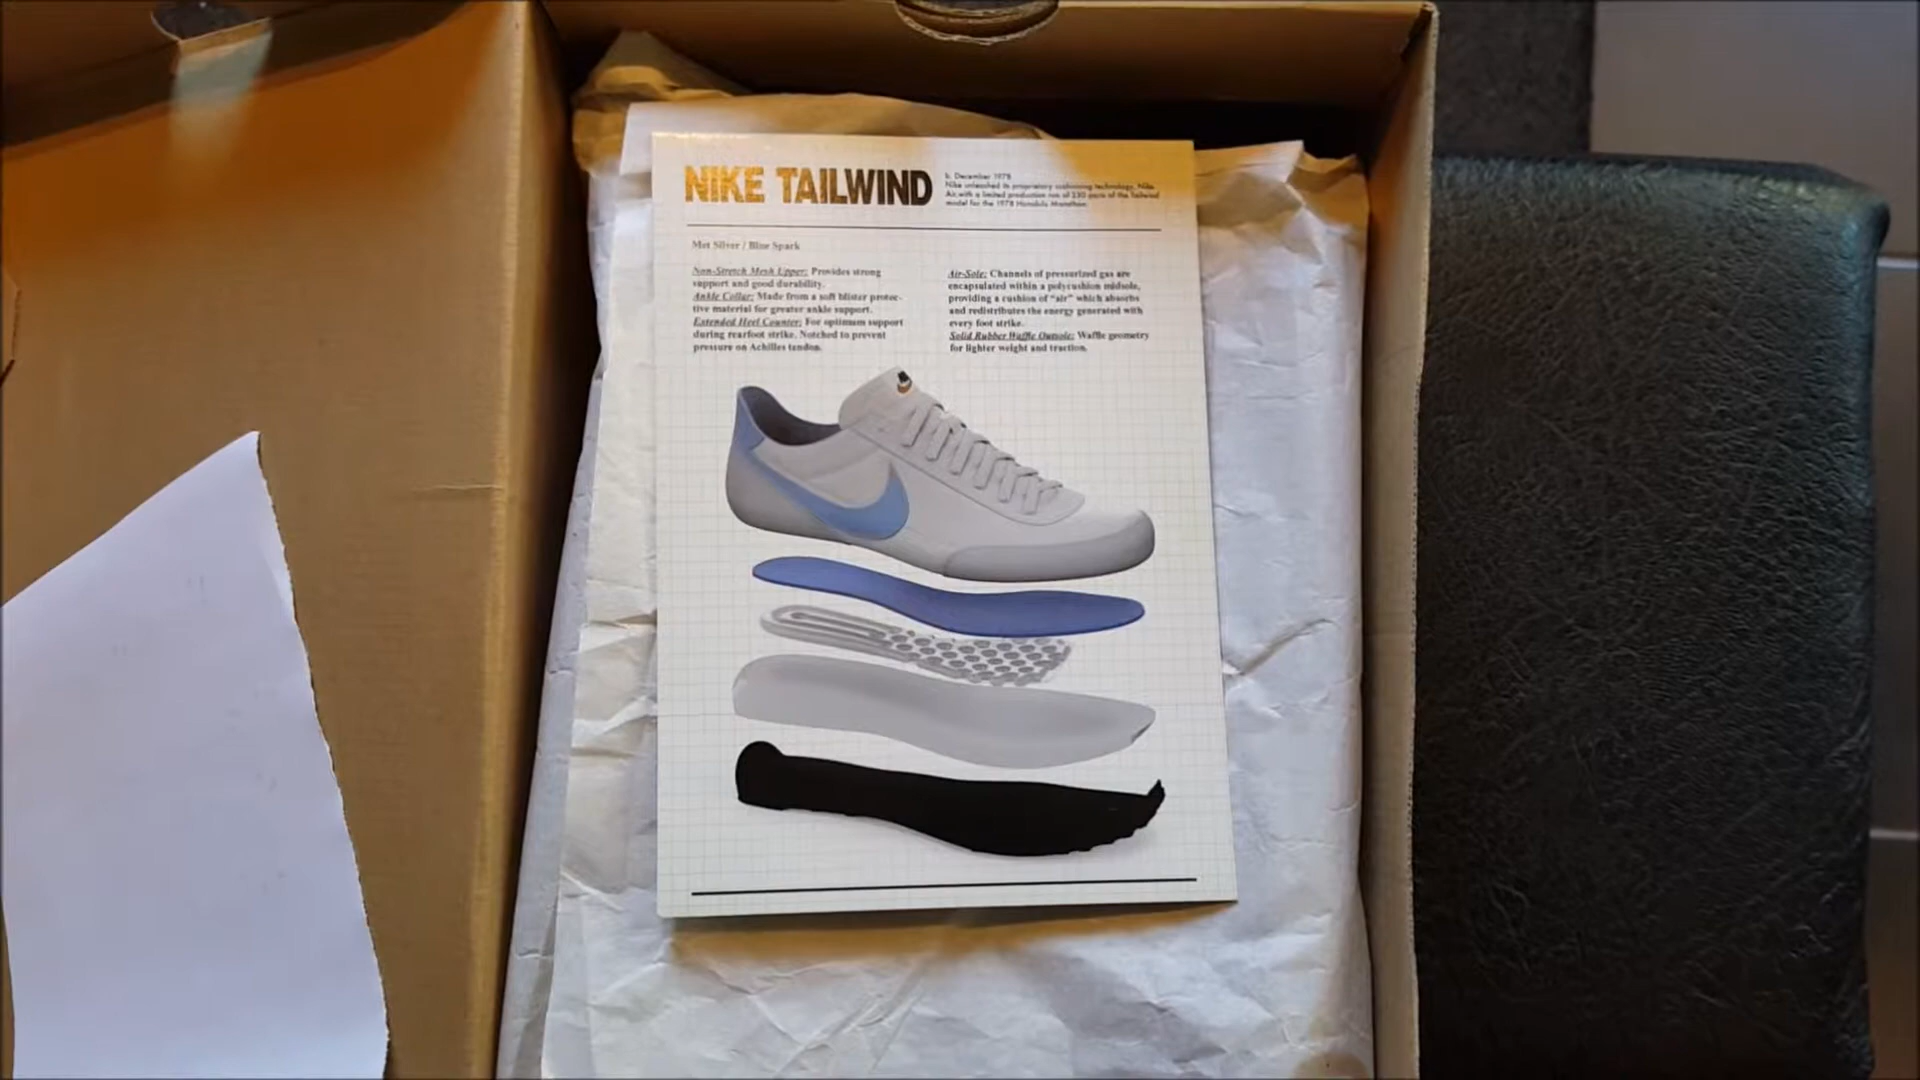 NIKE TAILWIND
b. December 1978
Nike unleashed its proprietary cushioning technology, Nike
Air, with a limited production run of 250 pairs of the Tailwind
model for the 1978 Honolulu Marathon.
Met Silver / Blue Spark
Non-Stretch Mesh Upper: Provides strong
support and good durability.
Ankle Collar: Made from a soft blister protec-
tive material for greater ankle support.
Extended Heel Counter: For optimum support
during rearfoot strike. Notched to prevent
pressure on Achilles tendon.
Air-Sole: Channels of pressurized gas are
encapsulated within a polycushion midsole,
providing a cushion of "air" which absorbs
and redistributes the energy generated with
every foot strike.
Solid Rubber Waffle Outsole: Waffle geometry
for lighter weight and traction.